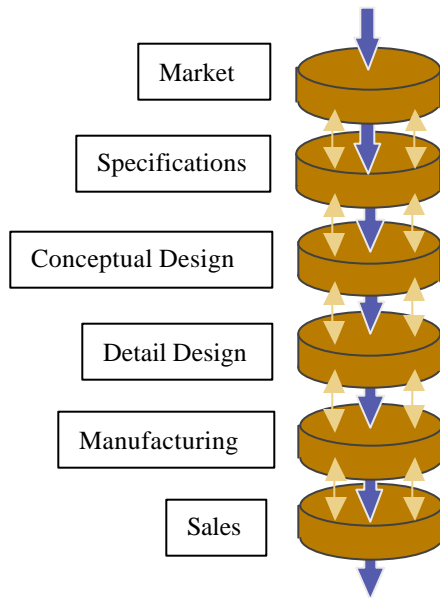 Market
Specifications
Conceptual Design
Detail Design
Manufacturing
Sales